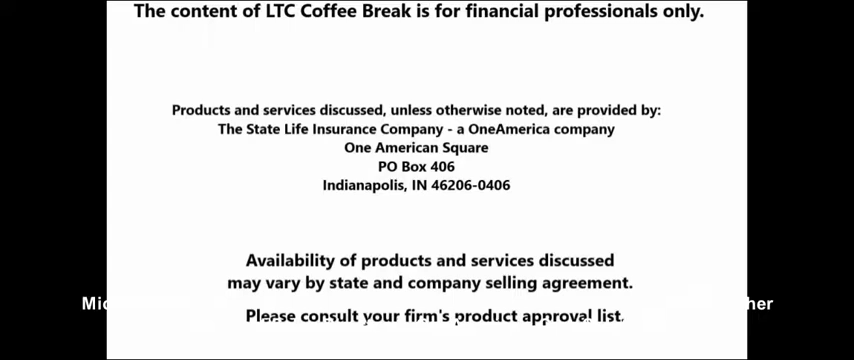 The content of LTC Coffee Break is for financial professionals only.
Products and services discussed, unless otherwise noted, are provided by:
The State Life Insurance Company - a OneAmerica company
One American Square
PO Box 406
Indianapolis, IN 46206-0406
Availability of products and services discussed
may vary by state and company selling agreement.
Please consult your firm's product approval list.